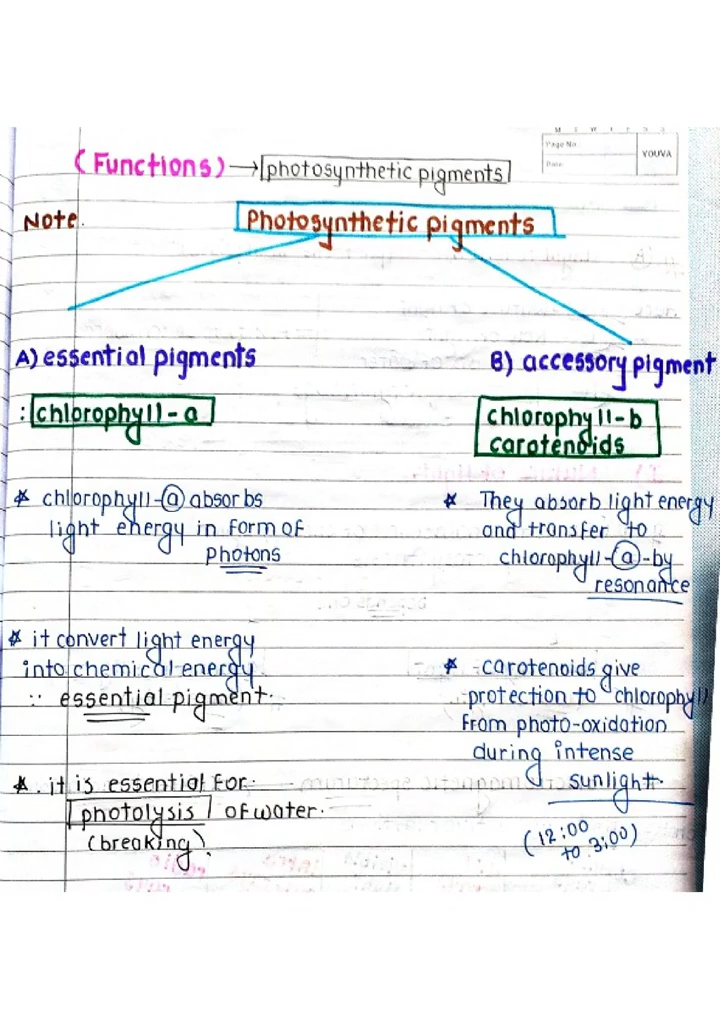 M T W T F S S
Page No.
Date
YOUVA
(Functions) → photosynthetic pigments
Note.
Photosynthetic pigments
A) essential pigments
: chlorophyll-a
* chlorophyll-a absorbs
light energy in form of
photons
* it convert light energy
into chemical energy
∵ essential pigment.
* . it is essential for.
photolysis of water.
(breaking)
B) accessory pigment
chlorophyll-b
carotenoids
* They absorb light energy
and transfer to
chlorophyll-a-by
resonance
* -carotenoids give
protection to chlorophyll
from photo-oxidation
during intense
sunlight.
(12:00
to 3:00)